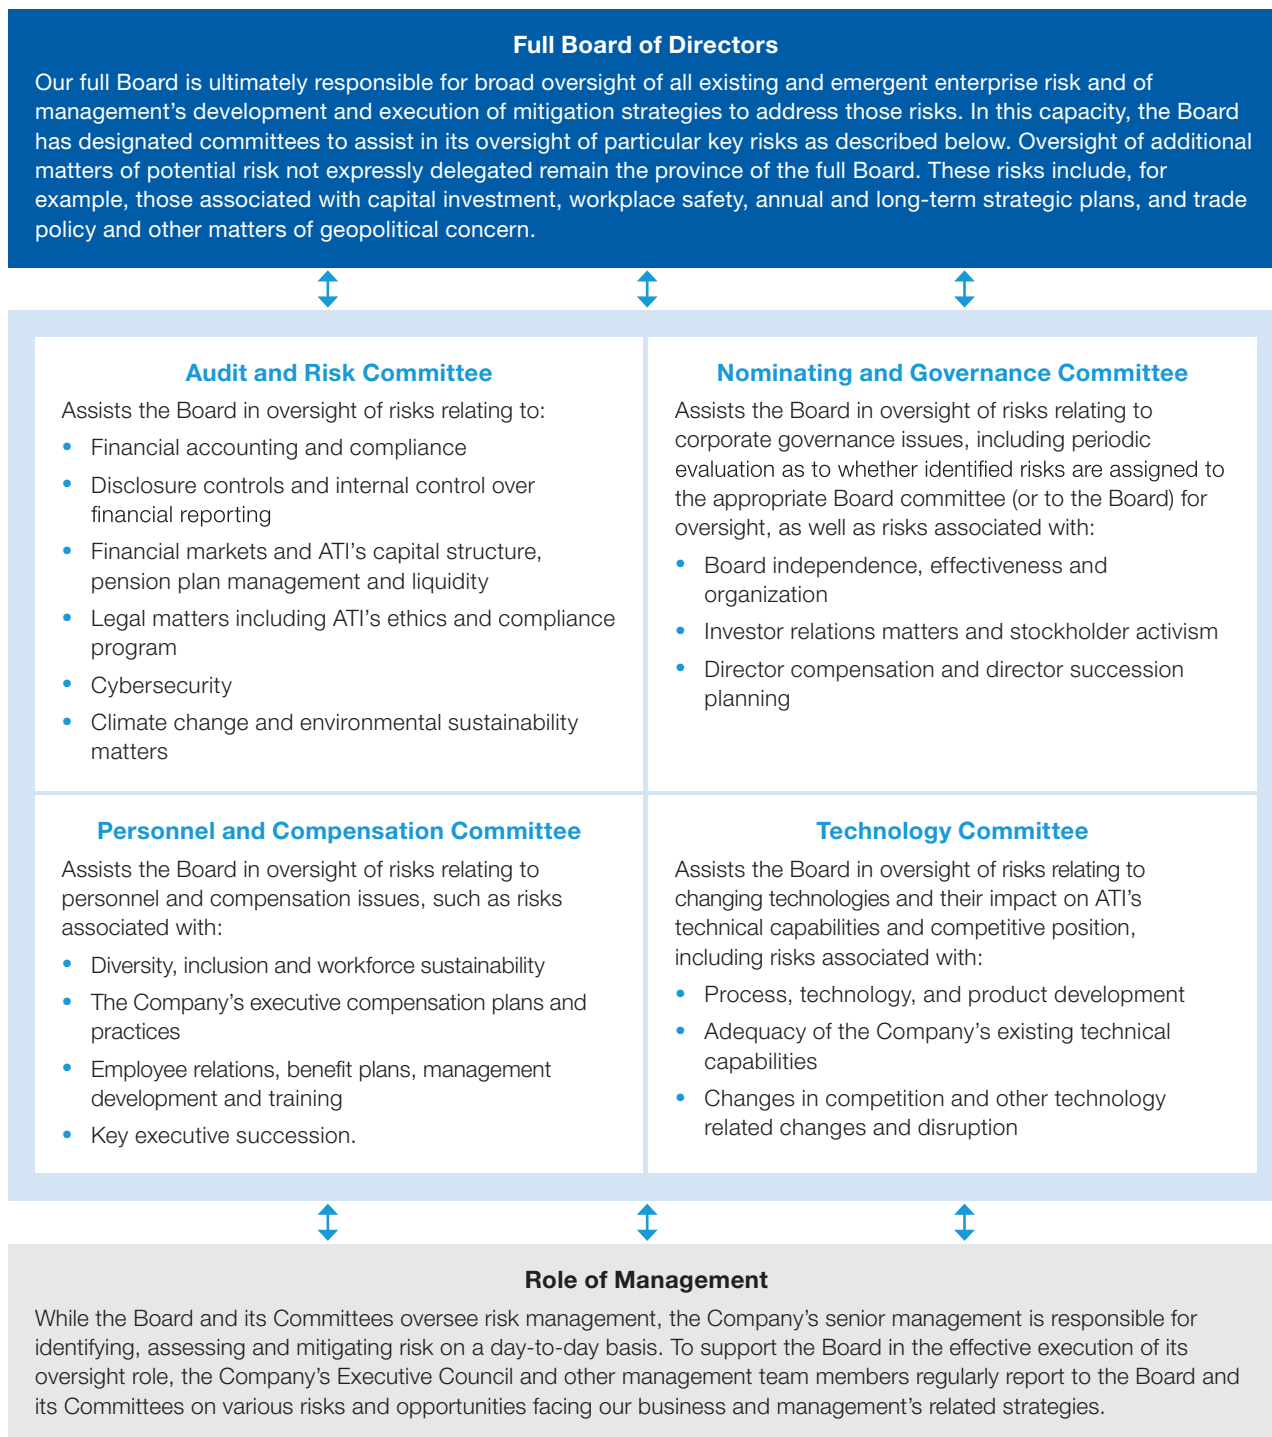 Full Board of Directors
Our full Board is ultimately responsible for broad oversight of all existing and emergent enterprise risk and of
management’s development and execution of mitigation strategies to address those risks. In this capacity, the Board
has designated committees to assist in its oversight of particular key risks as described below. Oversight of additional
matters of potential risk not expressly delegated remain the province of the full Board. These risks include, for
example, those associated with capital investment, workplace safety, annual and long-term strategic plans, and trade
policy and other matters of geopolitical concern.
Audit and Risk Committee
Assists the Board in oversight of risks relating to:
• Financial accounting and compliance
• Disclosure controls and internal control over
financial reporting
• Financial markets and ATI’s capital structure,
pension plan management and liquidity
• Legal matters including ATI’s ethics and compliance
program
• Cybersecurity
• Climate change and environmental sustainability
matters
Nominating and Governance Committee
Assists the Board in oversight of risks relating to
corporate governance issues, including periodic
evaluation as to whether identified risks are assigned to
the appropriate Board committee (or to the Board) for
oversight, as well as risks associated with:
• Board independence, effectiveness and
organization
• Investor relations matters and stockholder activism
• Director compensation and director succession
planning
Personnel and Compensation Committee
Assists the Board in oversight of risks relating to
personnel and compensation issues, such as risks
associated with:
• Diversity, inclusion and workforce sustainability
• The Company’s executive compensation plans and
practices
• Employee relations, benefit plans, management
development and training
• Key executive succession.
Technology Committee
Assists the Board in oversight of risks relating to
changing technologies and their impact on ATI’s
technical capabilities and competitive position,
including risks associated with:
• Process, technology, and product development
• Adequacy of the Company’s existing technical
capabilities
• Changes in competition and other technology
related changes and disruption
Role of Management
While the Board and its Committees oversee risk management, the Company’s senior management is responsible for
identifying, assessing and mitigating risk on a day-to-day basis. To support the Board in the effective execution of its
oversight role, the Company’s Executive Council and other management team members regularly report to the Board and
its Committees on various risks and opportunities facing our business and management’s related strategies.